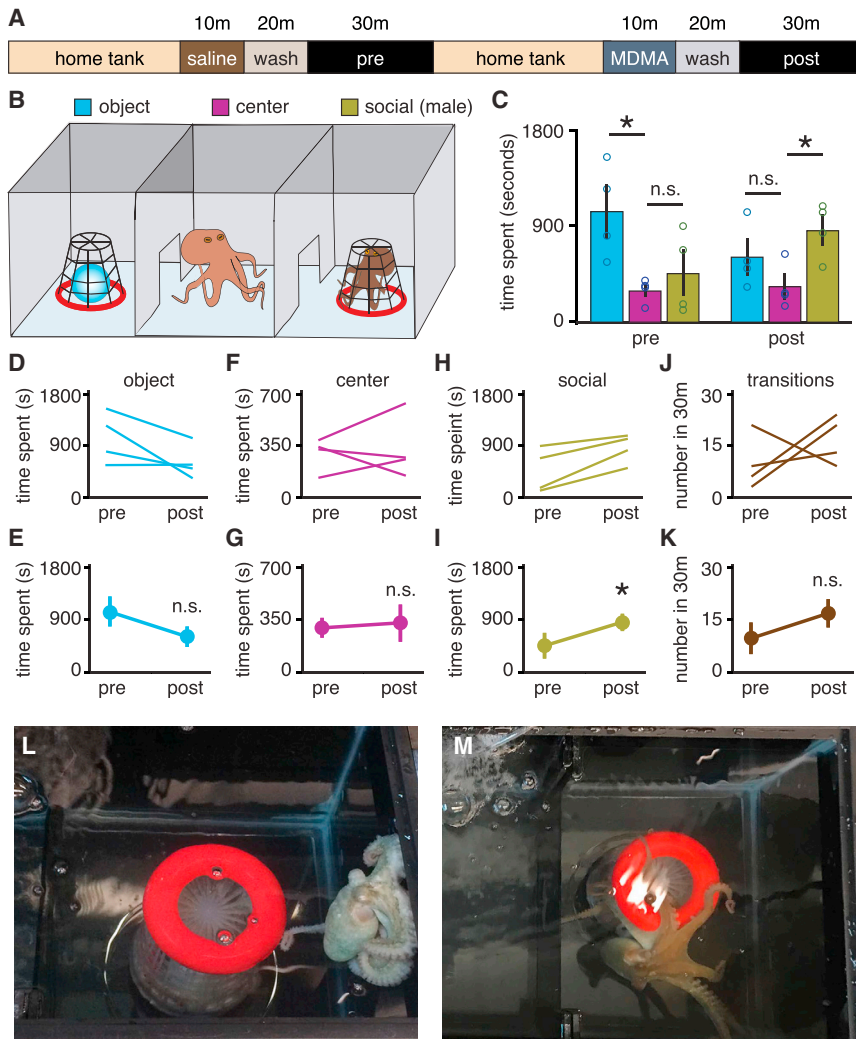 A
10m 20m 30m 10m 20m 30m
home tank saline wash pre home tank MDMA wash post
B
object center social (male)
C
time spent (seconds)
1800
900
0
*
n.s.
n.s.
*
pre post
D
object
time spent (s)
1800
900
0
pre post
F
center
time spent (s)
700
350
0
pre post
H
social
time speint (s)
1800
900
0
pre post
J
transitions
number in 30m
30
15
0
pre post
E
time spent (s)
1800
900
0
n.s.
pre post
G
time spent (s)
700
350
0
n.s.
pre post
I
time spent (s)
1800
900
0
*
pre post
K
number in 30m
30
15
0
n.s.
pre post
L
M